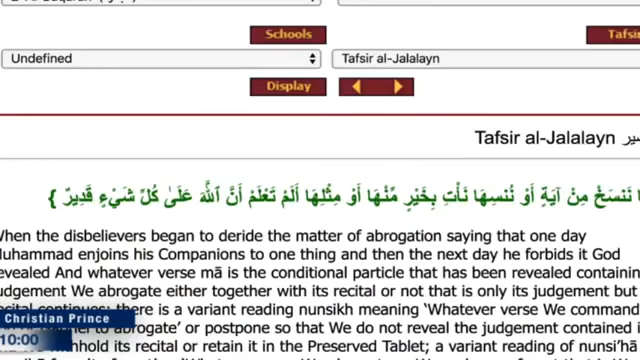 Schools
Tafsir
Undefined
Tafsir al-Jalalayn
Display
Tafsir al-Jalalayn
نَنسَخْ مِنْ آيَةٍ أَوْ نُنسِهَا نَأْتِ بِخَيْرٍ مِّنْهَا أَوْ مِثْلِهَا أَلَمْ تَعْلَمْ أَنَّ ٱللَّهَ عَلَىٰ كُلِّ شَيْءٍ قَدِيرٌ }
When the disbelievers began to deride the matter of abrogation saying that one day
Muhammad enjoins his Companions to one thing and then the next day he forbids it God
revealed And whatever verse mā is the conditional particle that has been revealed containing
judgement We abrogate either together with its recital or not that is only its judgement but
recital continues; there is a variant reading nunsikh meaning 'Whatever verse We command
to abrogate' or postpone so that We do not reveal the judgement contained
hold its recital or retain it in the Preserved Tablet; a variant reading of nunsi'hā
Christian Prince
10:00